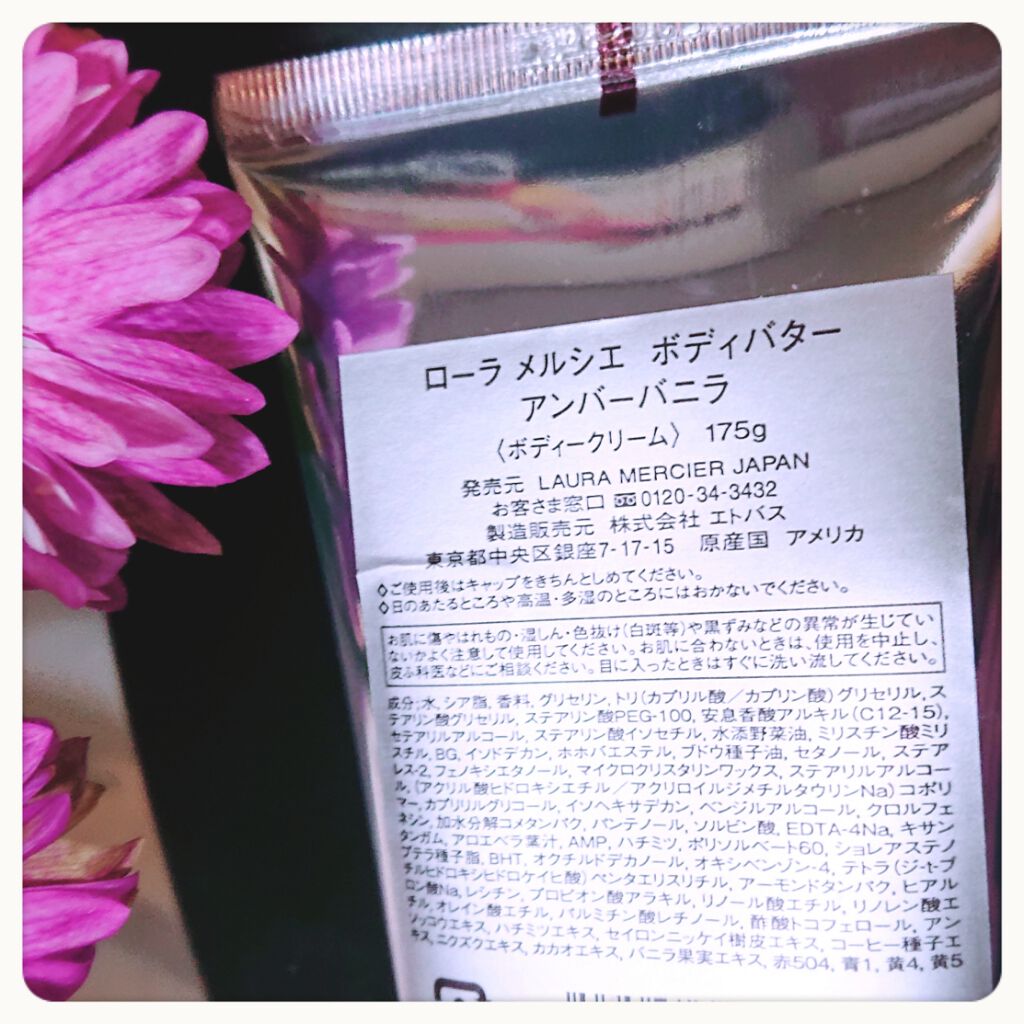 ローラ メルシエ ボディバター
アンバーバニラ
〈ボディークリーム〉 175g
発売元 LAURA MERCIER JAPAN
お客さま窓口 0120-34-3432
製造販売元 株式会社 エトバス
東京都中央区銀座7-17-15 原産国 アメリカ
◇ご使用後はキャップをきちんとしめてください。
◇日のあたるところや高温・多湿のところにはおかないでください。
お肌に傷やはれもの・湿しん・色抜け(白斑等)や黒ずみなどの異常が生じてい
ないかよく注意して使用してください。お肌に合わないときは、使用を中止し、
皮ふ科医などにご相談ください。目に入ったときはすぐに洗い流してください。
成分:水, シア脂, 香料, グリセリン, トリ(カプリル酸／カプリン酸)グリセリル, ス
テアリン酸グリセリル, ステアリン酸PEG-100, 安息香酸アルキル(C12-15),
セテアリルアルコール, ステアリン酸イソセチル, 水添野菜油, ミリスチン酸ミリ
スチル, BG, イソドデカン, ホホバエステル, ブドウ種子油, セタノール, ステア
レス-2, フェノキシエタノール, マイクロクリスタリンワックス, ステアリルアルコー
ル, (アクリル酸ヒドロキシエチル／アクリロイルジメチルタウリンNa)コポリ
マー, カプリリルグリコール, イソヘキサデカン, ベンジルアルコール, クロルフェ
ネシン, 加水分解コメタンパク, パンテノール, ソルビン酸, EDTA-4Na, キサン
タンガム, アロエベラ葉汁, AMP, ハチミツ, ポリソルベート60, ショレアステノ
プテラ種子脂, BHT, オクチルドデカノール, オキシベンゾン-4, テトラ(ジ-t-ブ
チルヒドロキシヒドロケイヒ酸)ペンタエリスリチル, アーモンドタンパク, ヒアル
ロン酸Na, レシチン, プロピオン酸アラキル, リノール酸エチル, リノレン酸エ
チル, オレイン酸エチル, パルミチン酸レチノール, 酢酸トコフェロール, アン
ソッコウエキス, ハチミツエキス, セイロンニッケイ樹皮エキス, コーヒー種子エ
キス, ニクズクエキス, カカオエキス, バニラ果実エキス, 赤504, 青1, 黄4, 黄5